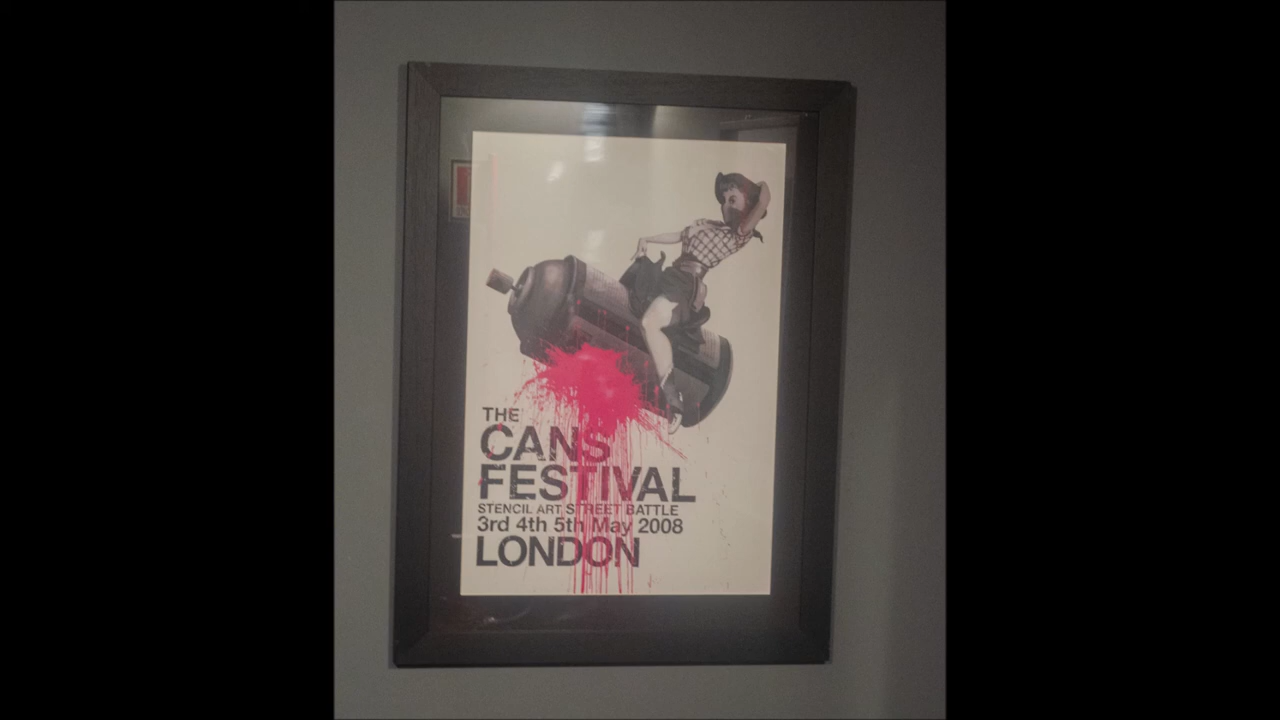 THE
CANS
FESTIVAL
STENCIL ART STREET BATTLE
3rd 4th 5th May 2008
LONDON